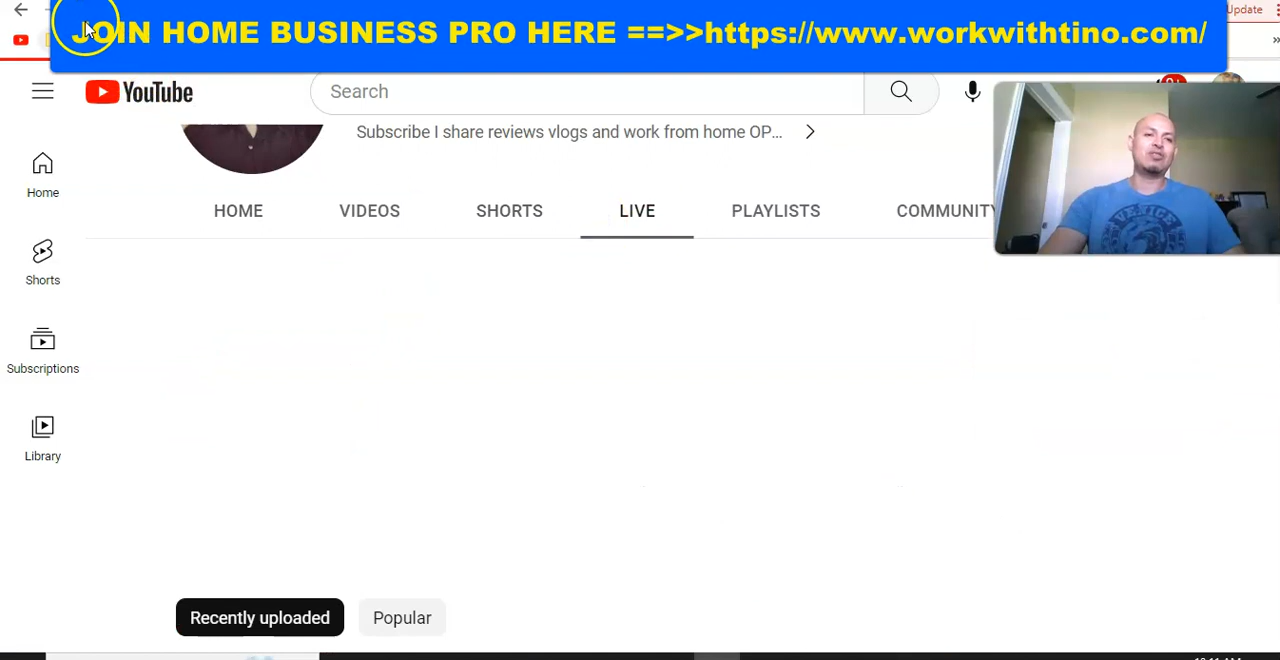 JOIN HOME BUSINESS PRO HERE ==>>https://www.workwithtino.com/
Update
YouTube
Search
Subscribe I share reviews vlogs and work from home OP...
HOME
VIDEOS
SHORTS
LIVE
PLAYLISTS
COMMUNITY
VENICE
Home
Shorts
Subscriptions
Library
Recently uploaded
Popular